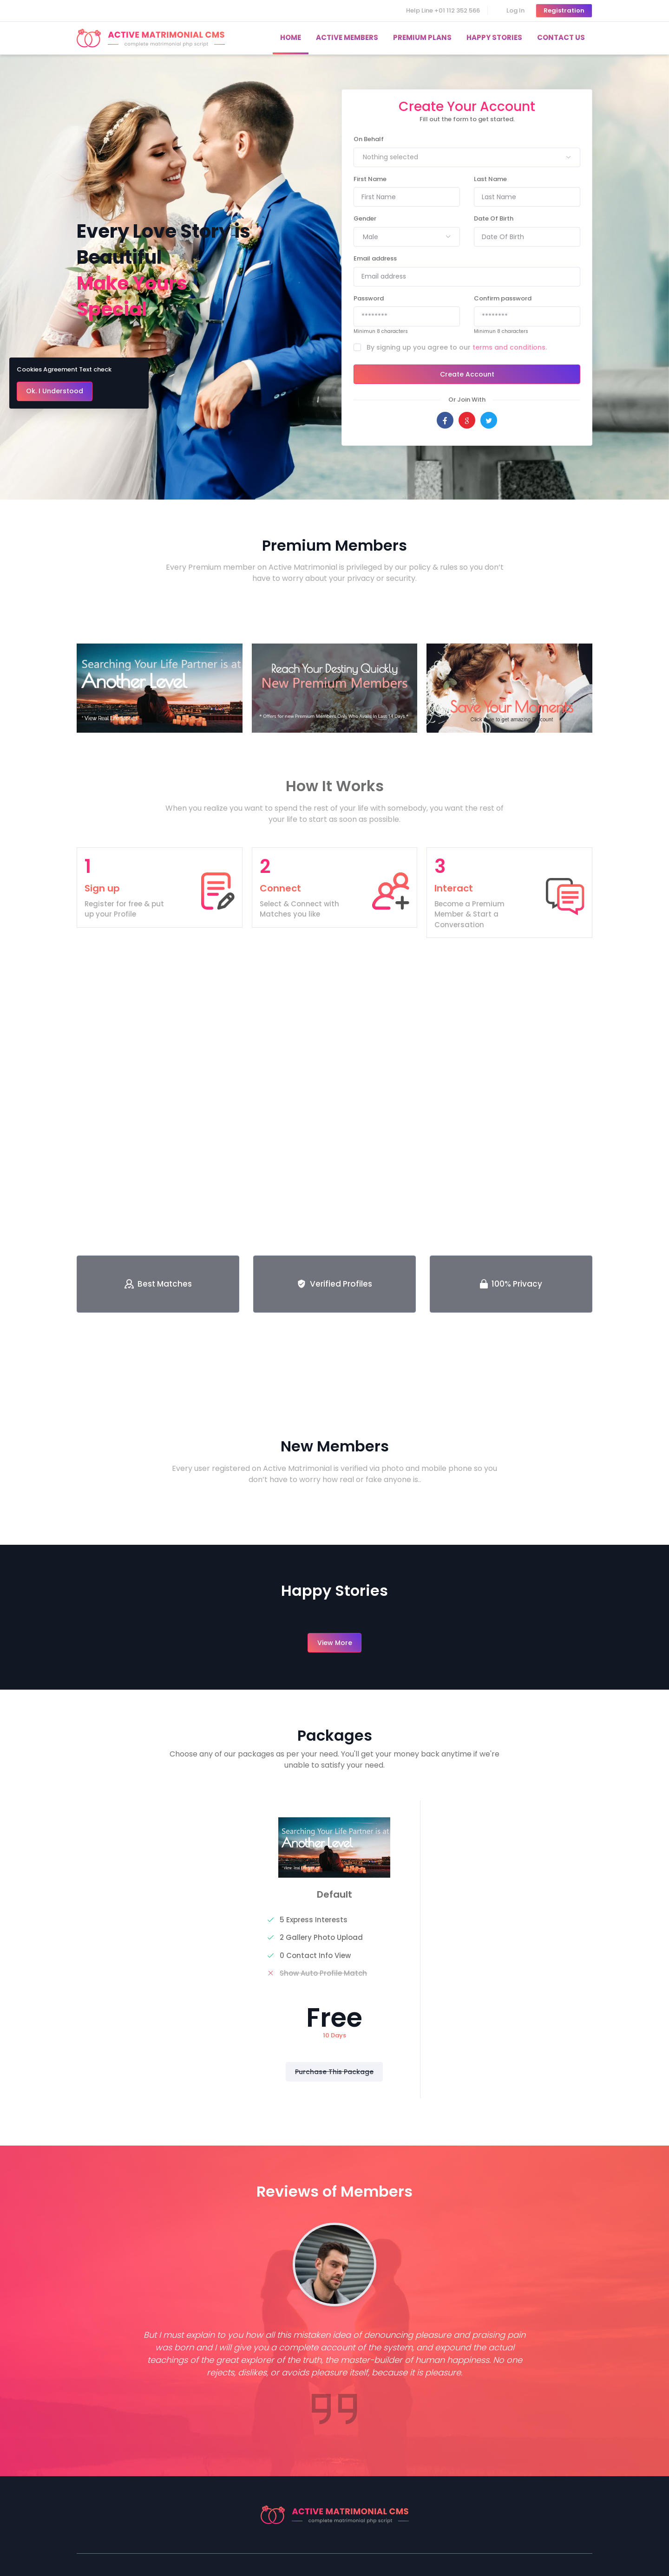 Help Line +01 112 352 566
Log In
Registration
ACTIVE MATRIMONIAL CMS
complete matrimonial php script
HOME
ACTIVE MEMBERS
PREMIUM PLANS
HAPPY STORIES
CONTACT US
Every Love Story is
Beautiful
Make Yours
Special
Create Your Account
Fill out the form to get started.
On Behalf
Nothing selected
First Name
Last Name
First Name
Last Name
Gender
Date Of Birth
Male
Date Of Birth
Email address
Email address
Password
Confirm password
********
********
Minimun 8 characters
Minimun 8 characters
By signing up you agree to our terms and conditions.
Create Account
Or Join With
Cookies Agreement Text check
Ok. I Understood
Premium Members
Every Premium member on Active Matrimonial is privileged by our policy & rules so you don't
have to worry about your privacy or security.
Searching Your Life Partner is at
Another Level
Reach Your Destiny Quickly
New Premium Members
* Offers for new Premium Members Only Who Avails In Last 14 Days *
Save Your Moments
How It Works
When you realize you want to spend the rest of your life with somebody, you want the rest of
your life to start as soon as possible.
1
Sign up
Register for free & put
up your Profile
2
Connect
Select & Connect with
Matches you like
3
Interact
Become a Premium
Member & Start a
Conversation
Best Matches
Verified Profiles
100% Privacy
New Members
Every user registered on Active Matrimonial is verified via photo and mobile phone so you
don't have to worry how real or fake anyone is..
Happy Stories
View More
Packages
Choose any of our packages as per your need. You'll get your money back anytime if we're
unable to satisfy your need.
Searching Your Life Partner is at
Another Level
Default
5 Express Interests
2 Gallery Photo Upload
0 Contact Info View
Show Auto Profile Match
Free
10 Days
Purchase This Package
Reviews of Members
But I must explain to you how all this mistaken idea of denouncing pleasure and praising pain
was born and I will give you a complete account of the system, and expound the actual
teachings of the great explorer of the truth, the master-builder of human happiness. No one
rejects, dislikes, or avoids pleasure itself, because it is pleasure.
ACTIVE MATRIMONIAL CMS
complete matrimonial php script